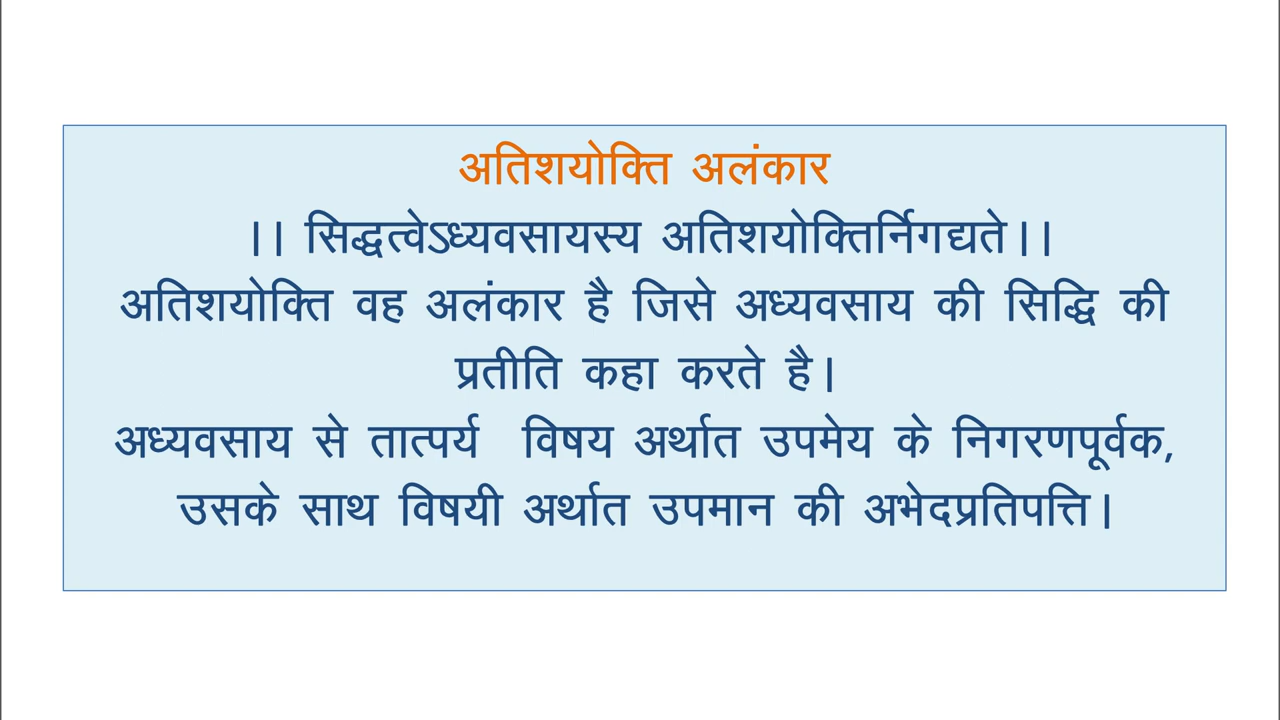 अतिशयोक्ति अलंकार
।। सिद्धत्वेऽध्यवसायस्य अतिशयोक्तिर्निगद्यते।।
अतिशयोक्ति वह अलंकार है जिसे अध्यवसाय की सिद्धि की
प्रतीति कहा करते है।
अध्यवसाय से तात्पर्य विषय अर्थात उपमेय के निगरणपूर्वक,
उसके साथ विषयी अर्थात उपमान की अभेदप्रतिपत्ति।